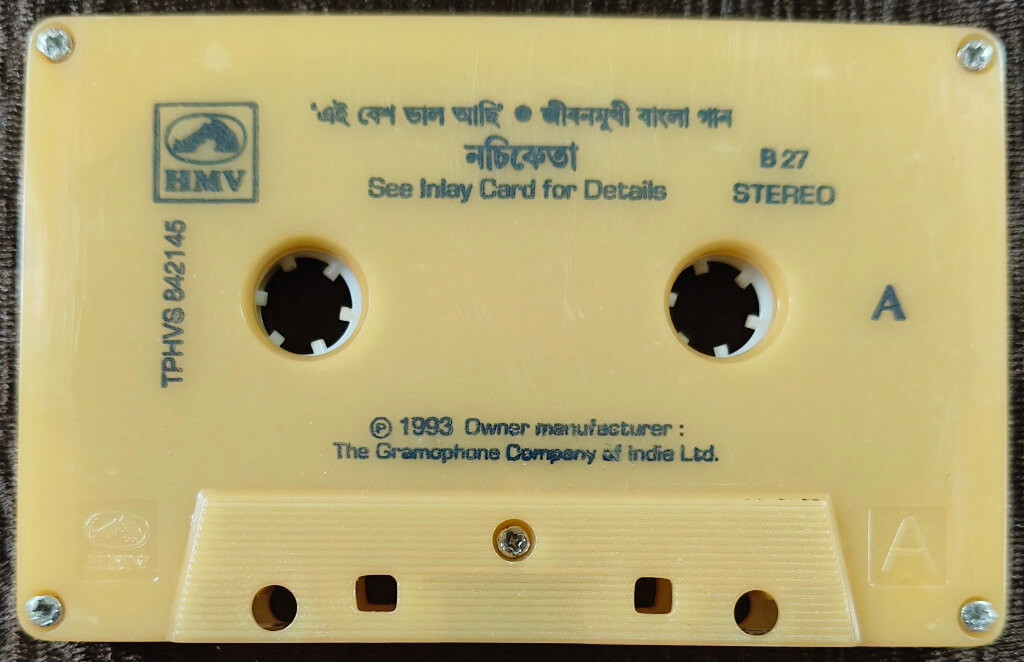 'এই বেশ ভাল আছি' ● জীবনমুখী বাংলা গান
নচিকেতা
See Inlay Card for Details
HMV
B 27
STEREO
TPHVS 842145
A
Ⓟ 1993 Owner manufacturer :
The Gramophone Company of India Ltd.
HMV
A